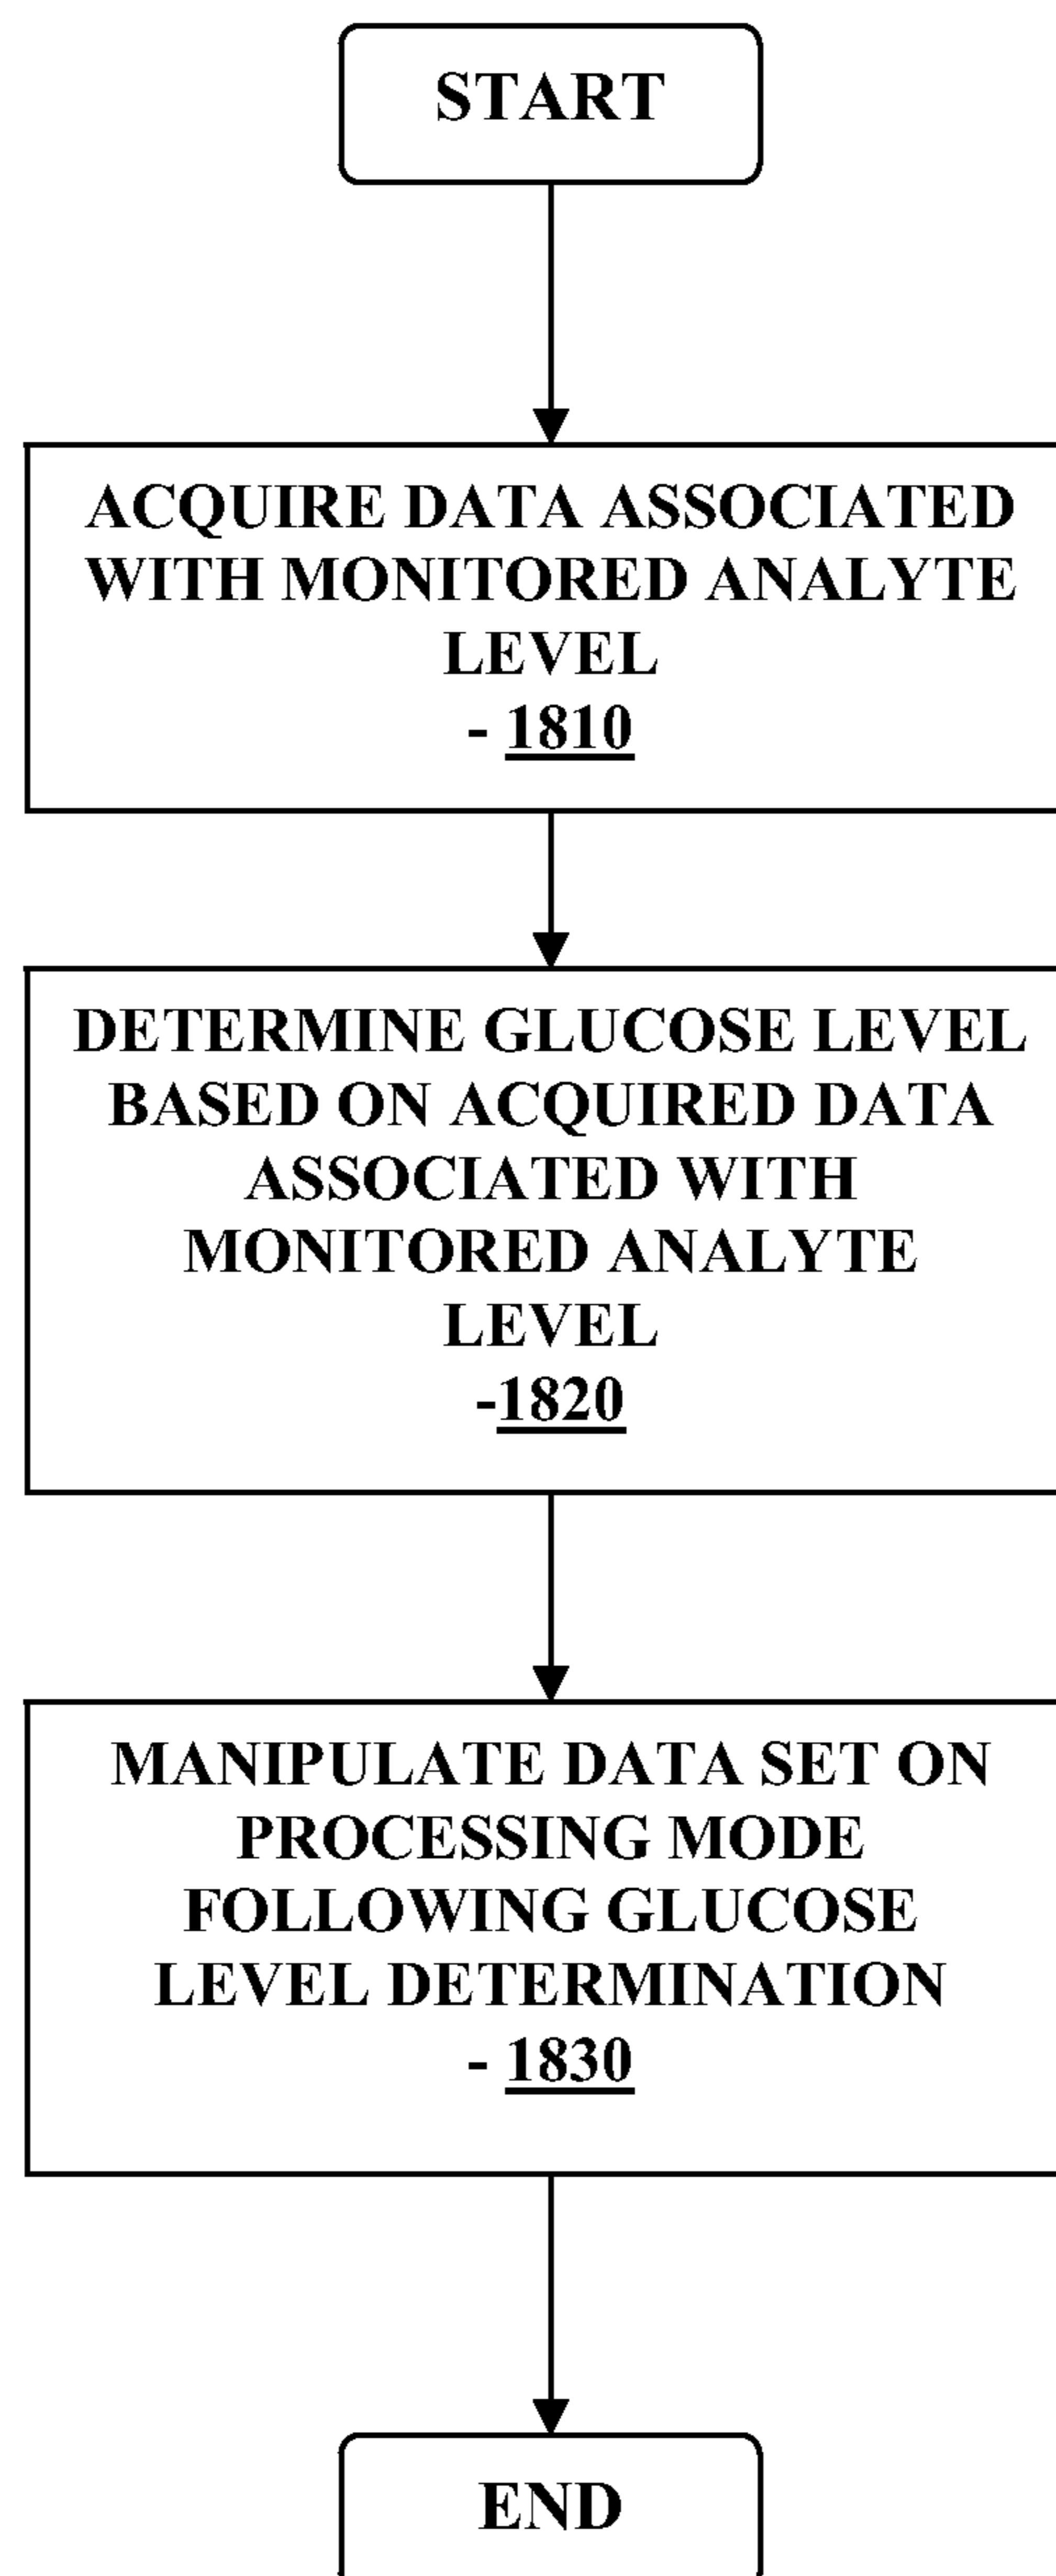 START
ACQUIRE DATA ASSOCIATED
WITH MONITORED ANALYTE
LEVEL
- 1810
DETERMINE GLUCOSE LEVEL
BASED ON ACQUIRED DATA
ASSOCIATED WITH
MONITORED ANALYTE
LEVEL
-1820
MANIPULATE DATA SET ON
PROCESSING MODE
FOLLOWING GLUCOSE
LEVEL DETERMINATION
- 1830
END